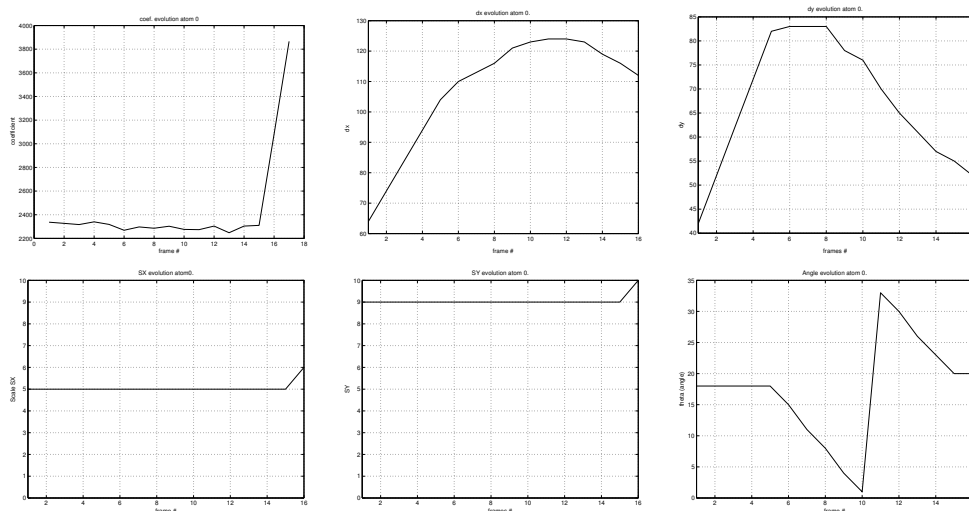 coef. evolution atom 0
4000
3800
3600
3400
3200
3000
2800
2600
2400
2200
coefficient
0 2 4 6 8 10 12 14 16 18
frame #
dx evolution atom 0.
130
120
110
100
90
80
70
60
dx
2 4 6 8 10 12 14 16
frame #
dy evolution atom 0.
85
80
75
70
65
60
55
50
45
40
dy
2 4 6 8 10 12 14
frames #
SX evolution atom0.
10
9
8
7
6
5
4
3
2
1
0
Scale SX
2 4 6 8 10 12 14 16
frame #
SY evolution atom 0.
10
9
8
7
6
5
4
3
2
1
0
SY
2 4 6 8 10 12 14 16
frame #
Angle evolution atom 0.
35
30
25
20
15
10
5
0
theta (angle)
2 4 6 8 10 12 14
frame #